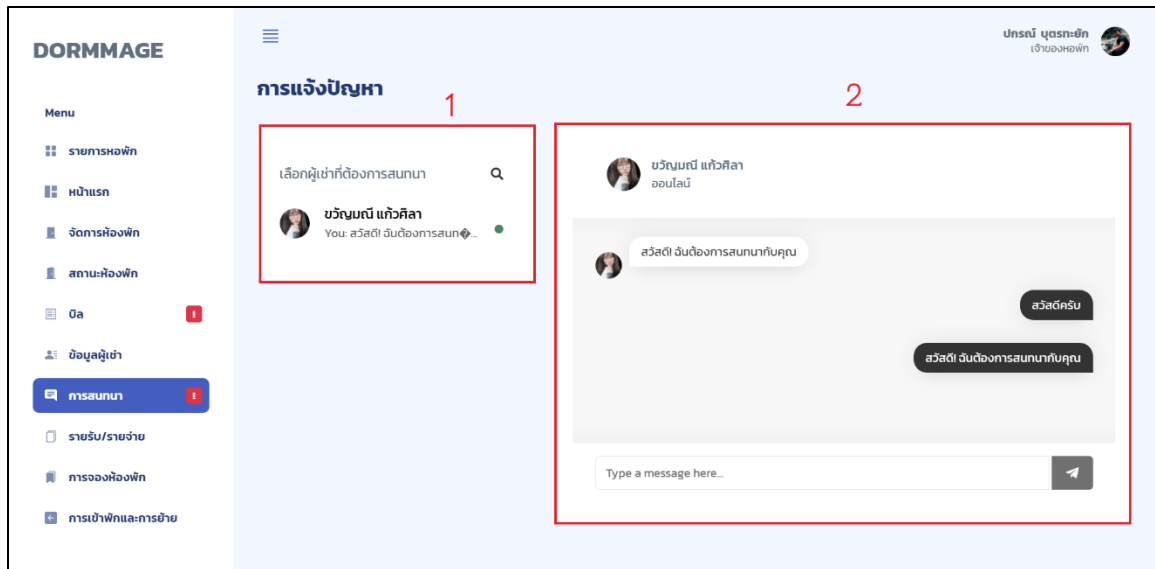 DORMMAGE
ปกรณ์ บุตรทะยัก
เจ้าของหอพัก
การแจ้งปัญหา
1
2
Menu
รายการหอพัก
หน้าแรก
จัดการห้องพัก
สถานะห้องพัก
บิล
!
ข้อมูลผู้เช่า
การสนทนา
!
รายรับ/รายจ่าย
การจองห้องพัก
การเข้าพักและการย้าย
เลือกผู้เช่าที่ต้องการสนทนา
ขวัญมณี แก้วศิลา
You: สวัสดี! ฉันต้องการสนท�...
ขวัญมณี แก้วศิลา
ออนไลน์
สวัสดี! ฉันต้องการสนทนากับคุณ
สวัสดีครับ
สวัสดี! ฉันต้องการสนทนากับคุณ
Type a message here...